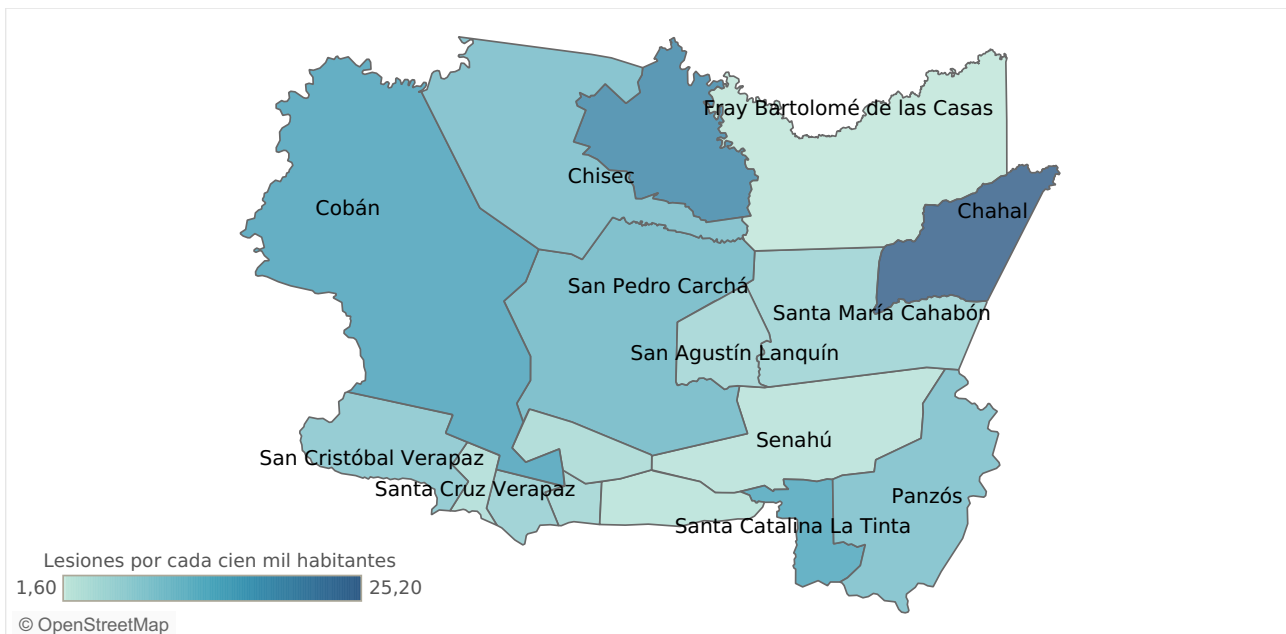 Fray Bartolomé de las Casas
Chisec
Cobán
Chahal
San Pedro Carchá
Santa María Cahabón
San Agustín Lanquín
Senahú
San Cristóbal Verapaz
Santa Cruz Verapaz
Panzós
Santa Catalina La Tinta
Lesiones por cada cien mil habitantes
1,60 25,20
© OpenStreetMap